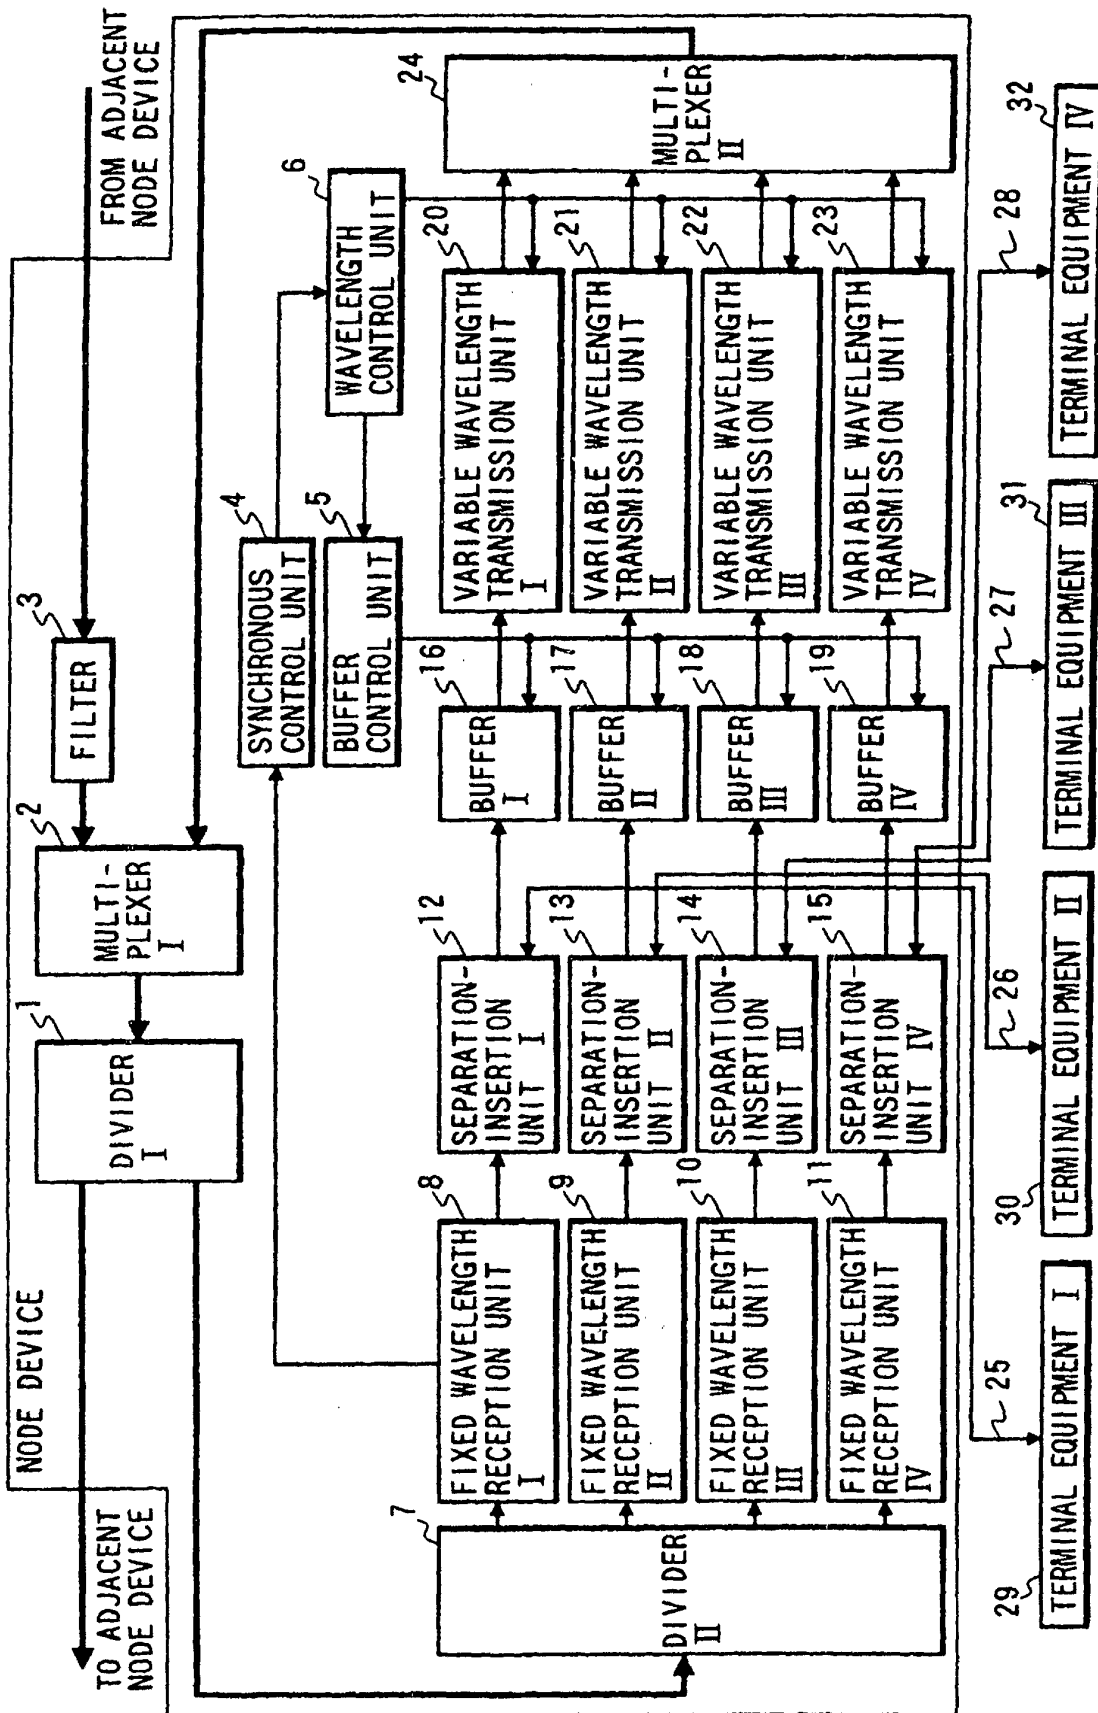 NODE DEVICE
TO ADJACENT
NODE DEVICE
FROM ADJACENT
NODE DEVICE
1
DIVIDER
I
2
MULTI-
PLEXER
I
3
FILTER
4
SYNCHRONOUS
CONTROL UNIT
5
BUFFER
CONTROL UNIT
6
WAVELENGTH
CONTROL UNIT
7
DIVIDER
II
8
FIXED WAVELENGTH
RECEPTION UNIT
I
9
FIXED WAVELENGTH
RECEPTION UNIT
II
10
FIXED WAVELENGTH
RECEPTION UNIT
III
11
FIXED WAVELENGTH
RECEPTION UNIT
IV
12
SEPARATION-
INSERTION
UNIT I
13
SEPARATION-
INSERTION
UNIT II
14
SEPARATION-
INSERTION
UNIT III
15
SEPARATION-
INSERTION
UNIT IV
16
BUFFER
I
17
BUFFER
II
18
BUFFER
III
19
BUFFER
IV
20
VARIABLE WAVELENGTH
TRANSMISSION UNIT
I
21
VARIABLE WAVELENGTH
TRANSMISSION UNIT
II
22
VARIABLE WAVELENGTH
TRANSMISSION UNIT
III
23
VARIABLE WAVELENGTH
TRANSMISSION UNIT
IV
24
MULTI-
PLEXER
II
25
26
27
28
29
TERMINAL EQUIPMENT I
30
TERMINAL EQUIPMENT II
31
TERMINAL EQUIPMENT III
32
TERMINAL EQUIPMENT IV